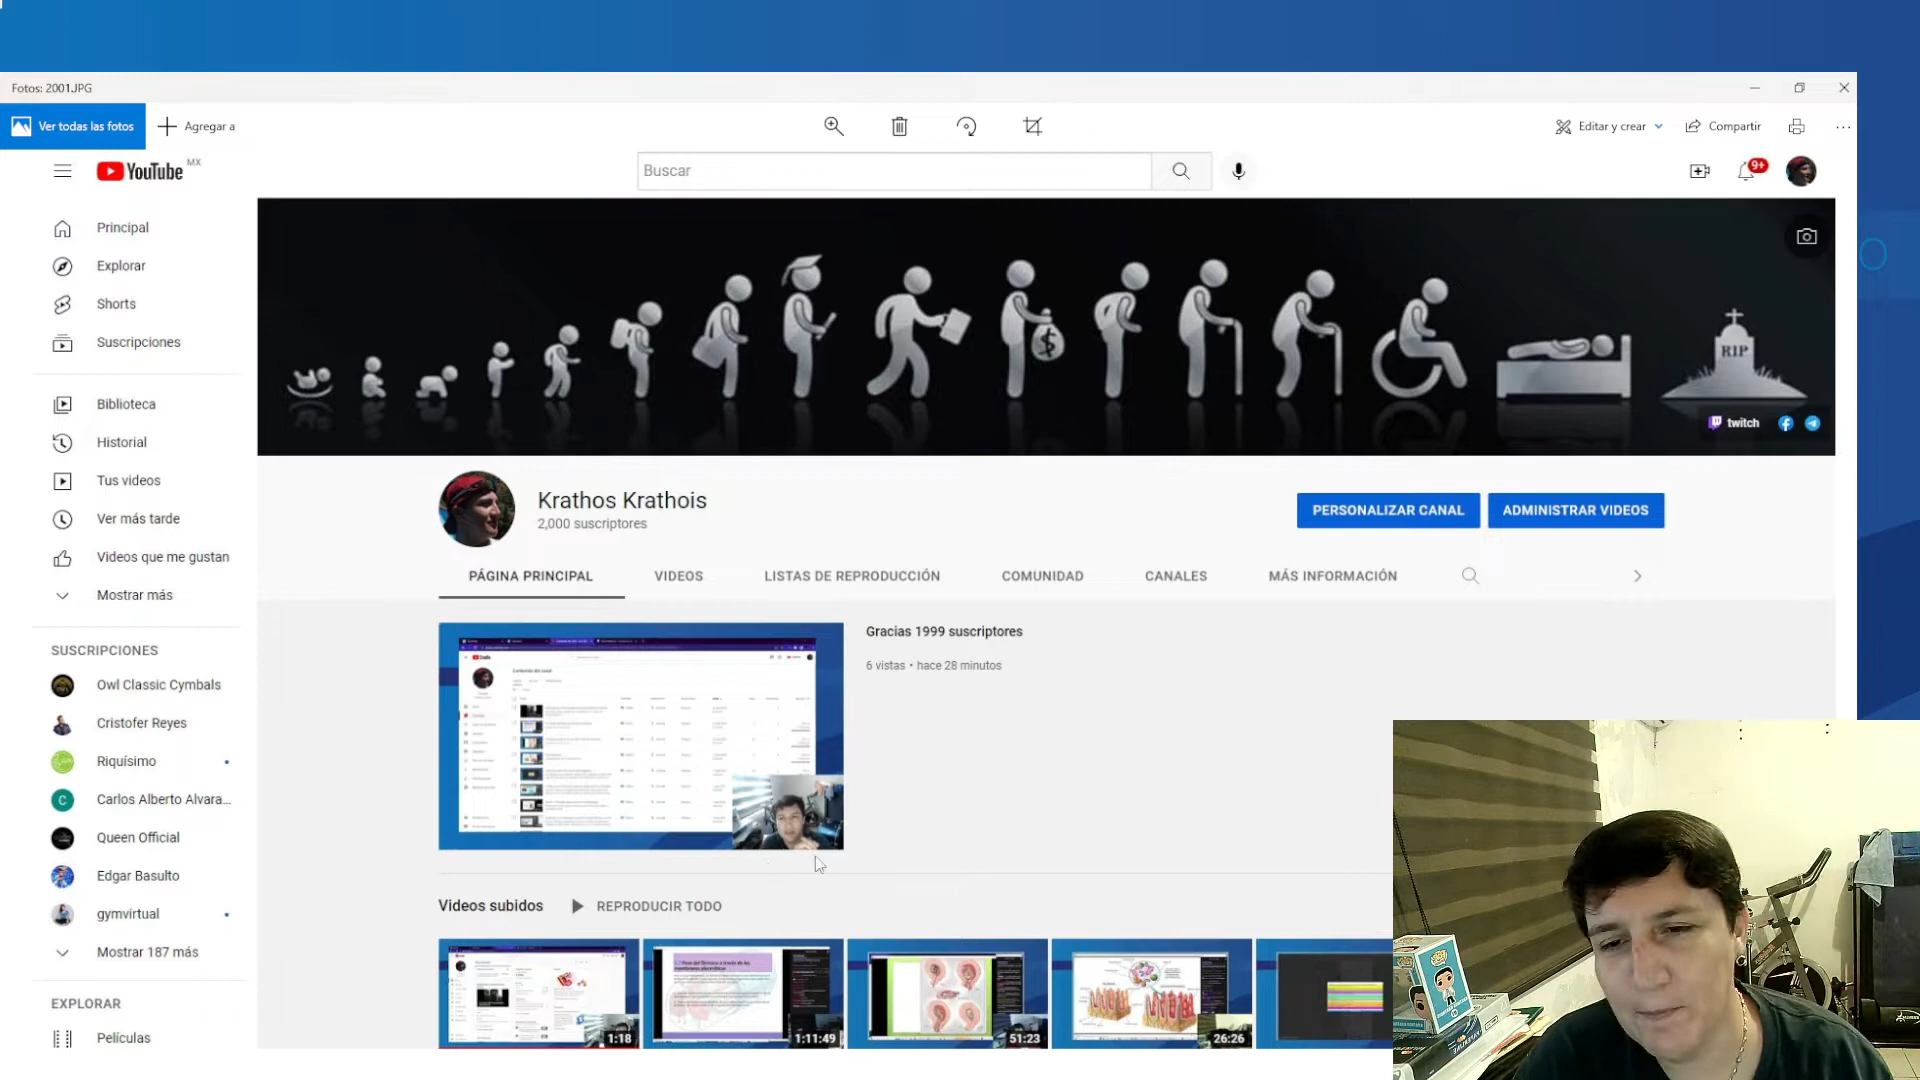 Fotos: 2001.JPG
Ver todas las fotos
Agregar a
Editar y crear
Compartir
YouTube MX
Buscar
9+
Principal
Explorar
Shorts
Suscripciones
Biblioteca
Historial
Tus videos
Ver más tarde
Videos que me gustan
Mostrar más
SUSCRIPCIONES
Owl Classic Cymbals
Cristofer Reyes
Riquísimo
C
Carlos Alberto Alvara...
Queen Official
Edgar Basulto
gymvirtual
Mostrar 187 más
EXPLORAR
Películas
$
RIP
twitch
Krathos Krathois
2,000 suscriptores
PERSONALIZAR CANAL
ADMINISTRAR VIDEOS
PÁGINA PRINCIPAL
VIDEOS
LISTAS DE REPRODUCCIÓN
COMUNIDAD
CANALES
MÁS INFORMACIÓN
Gracias 1999 suscriptores
6 vistas • hace 28 minutos
Videos subidos
REPRODUCIR TODO
1:18
1:11:49
51:23
26:26